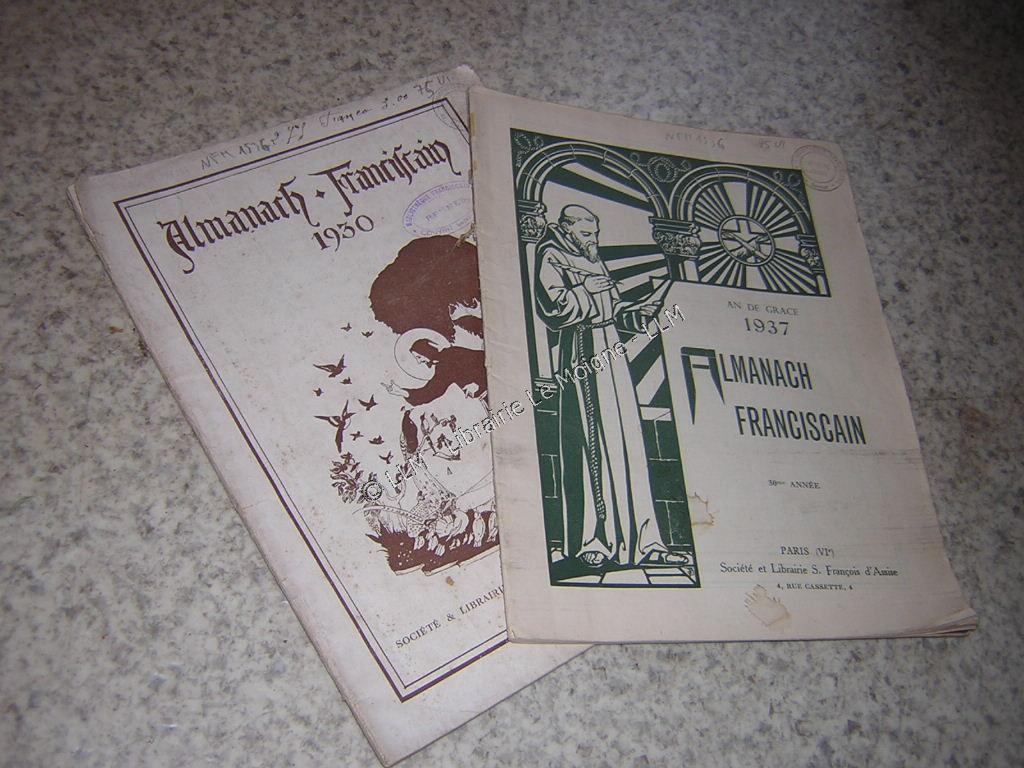 Almanach · Franciscain
1930
SOCIÉTÉ & LIBRAIRI
AN DE GRACE
1937
ALMANACH
FRANCISCAIN
30me ANNÉE
PARIS (VIe)
Société et Librairie S. François d'Assise
4, RUE CASSETTE, 4
© LLM - Librairie Le Moigne - LLM